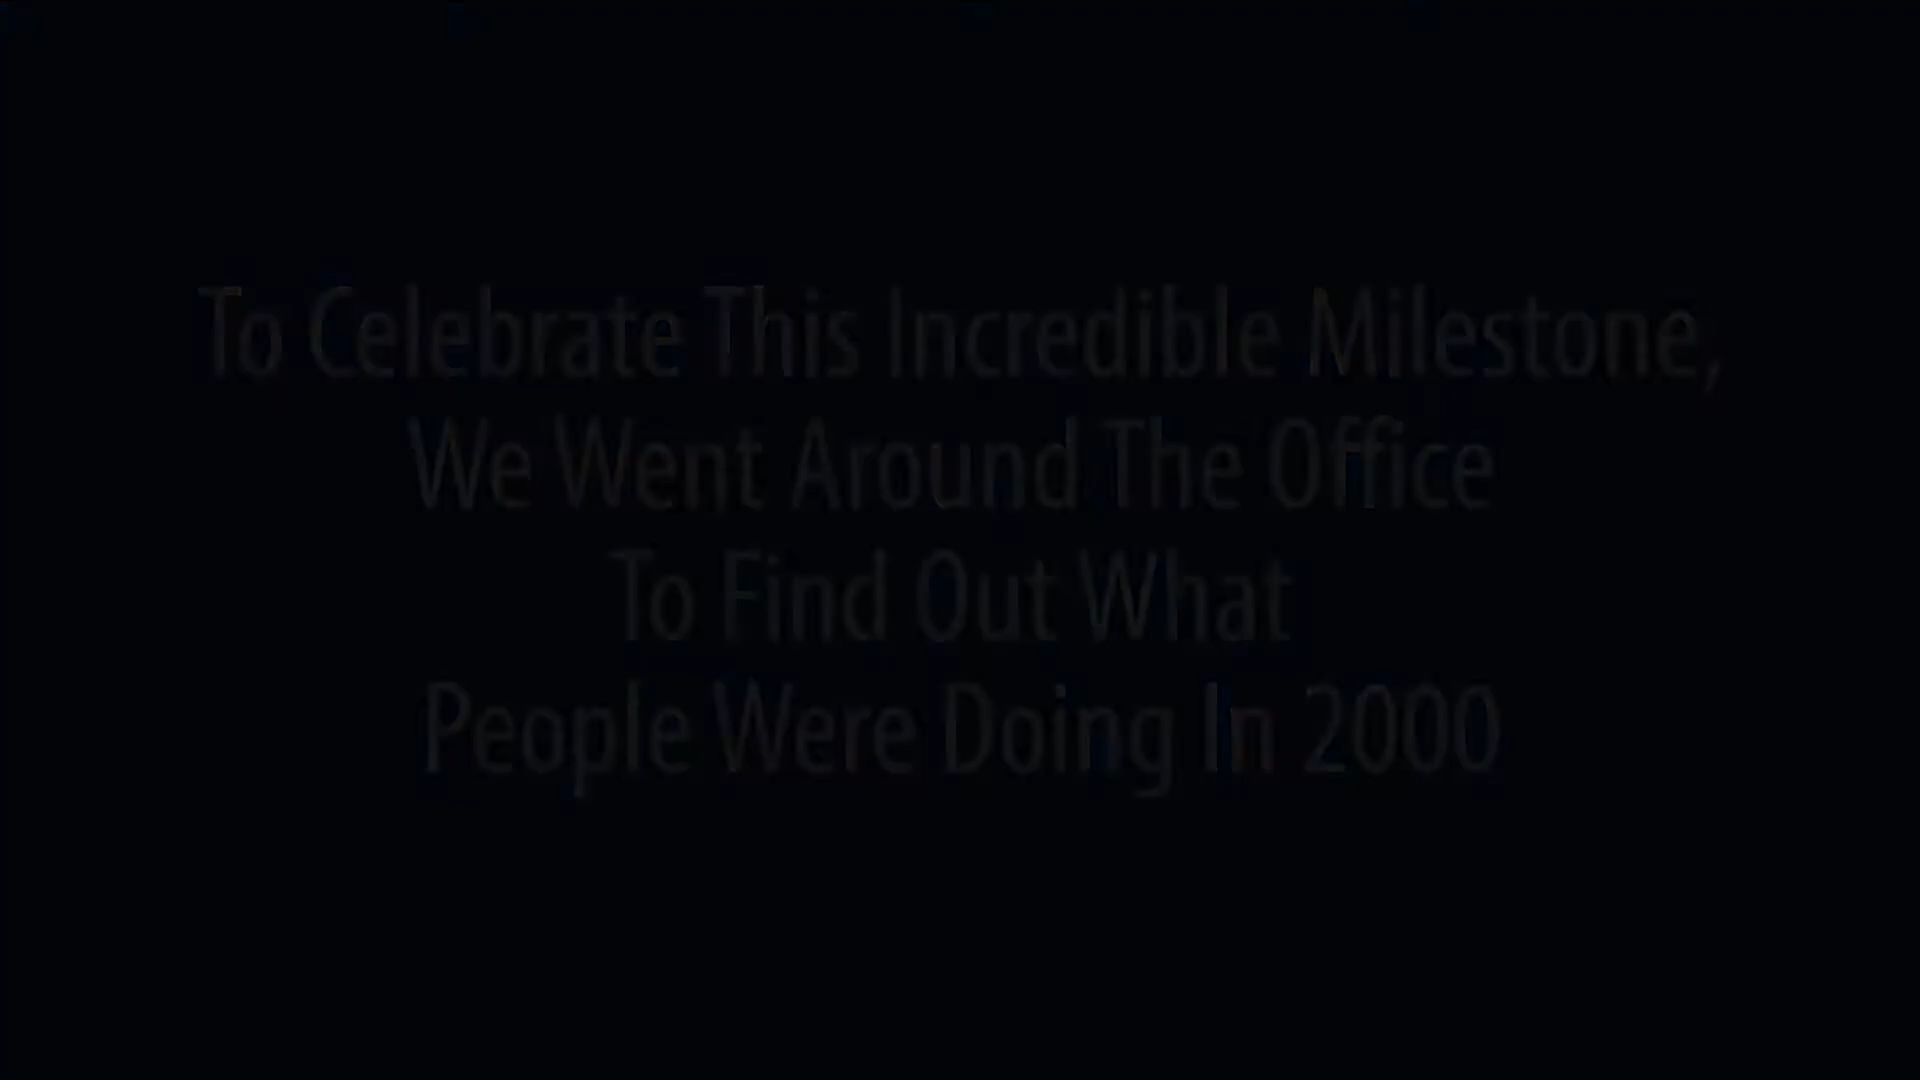 To Celebrate This Incredible Milestone,
We Went Around The Office
To Find Out What
People Were Doing In 2000